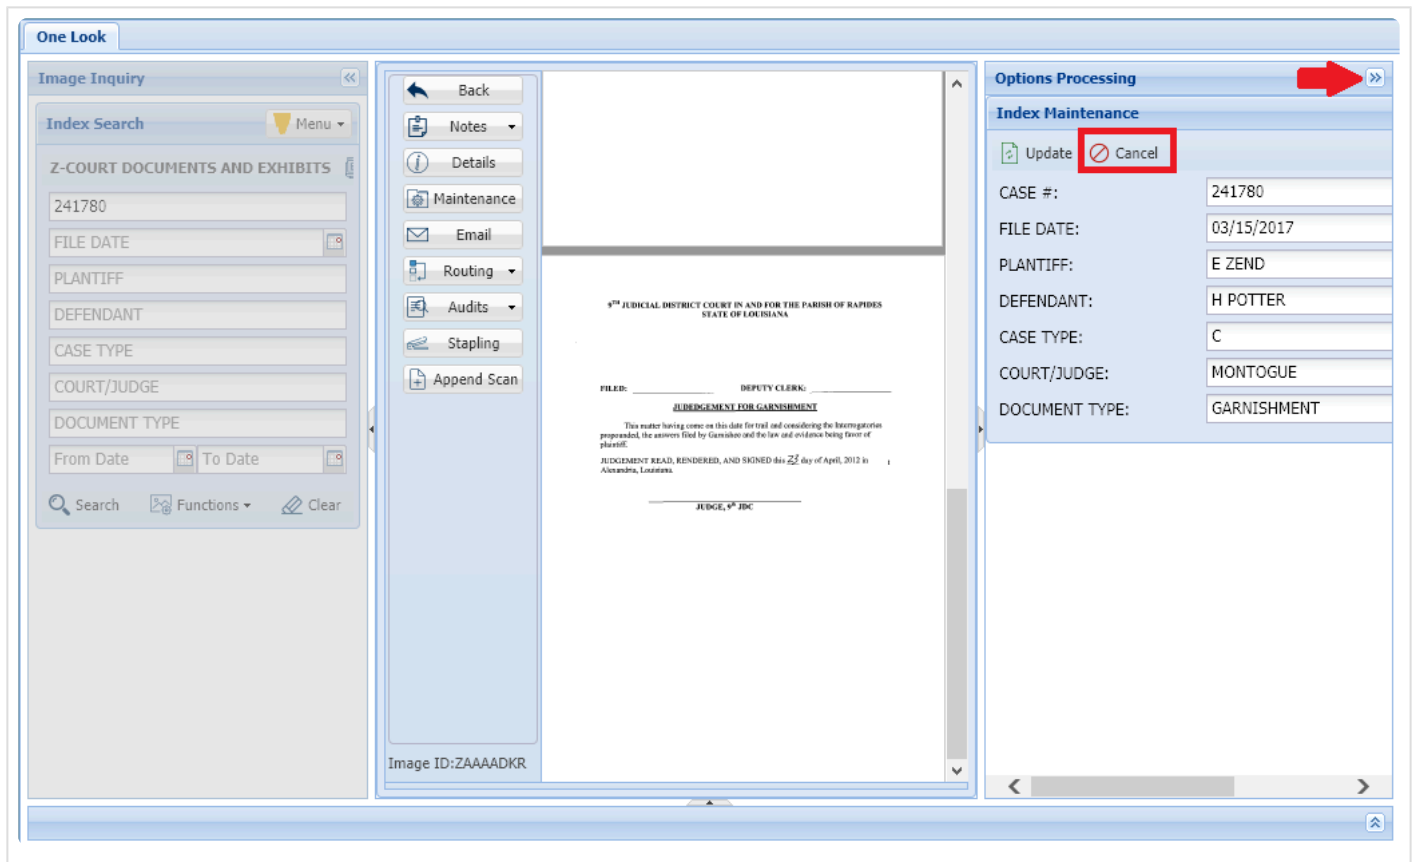 One Look
Image Inquiry
Index Search
Menu
Z-COURT DOCUMENTS AND EXHIBITS
241780
FILE DATE
PLANTIFF
DEFENDANT
CASE TYPE
COURT/JUDGE
DOCUMENT TYPE
From Date To Date
Search Functions Clear
Back
Notes
Details
Maintenance
Email
Routing
Audits
Stapling
Append Scan
Image ID:ZAAAADKR
9TH JUDICIAL DISTRICT COURT IN AND FOR THE PARISH OF RAPIDES
STATE OF LOUISIANA
FILED: DEPUTY CLERK:
JUDEDGEMENT FOR GARNISHMENT
This matter having come on this date for trail and considering the Interrogatories
propounded, the answers filed by Garnishee and the law and evidence being favor of
plaintiff.
JUDGEMENT READ, RENDERED, AND SIGNED this 23 day of April, 2012 in
Alexandria, Louisiana.
JUDGE, 9th JDC
Options Processing
Index Maintenance
Update Cancel
CASE #: 241780
FILE DATE: 03/15/2017
PLANTIFF: E ZEND
DEFENDANT: H POTTER
CASE TYPE: C
COURT/JUDGE: MONTOGUE
DOCUMENT TYPE: GARNISHMENT